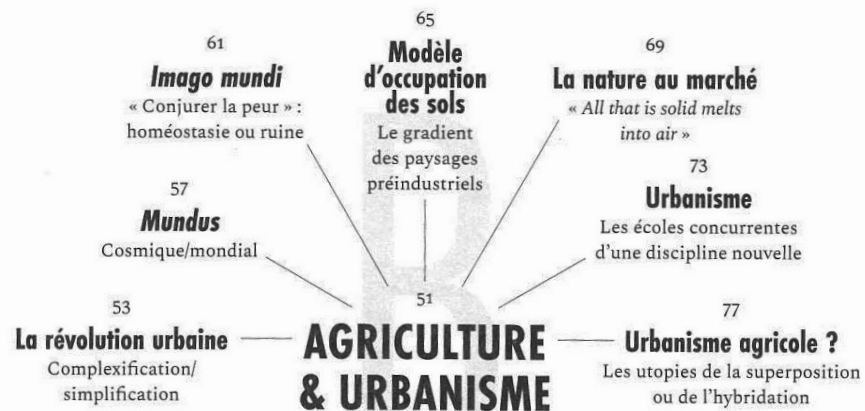 61
Imago mundi
« Conjurer la peur » :
homéostasie ou ruine
65
Modèle
d'occupation
des sols
Le gradient
des paysages
préindustriels
69
La nature au marché
« All that is solid melts
into air »
57
Mundus
Cosmique/mondial
73
Urbanisme
Les écoles concurrentes
d'une discipline nouvelle
53
La révolution urbaine
Complexification/
simplification
51
AGRICULTURE
& URBANISME
77
Urbanisme agricole ?
Les utopies de la superposition
ou de l'hybridation